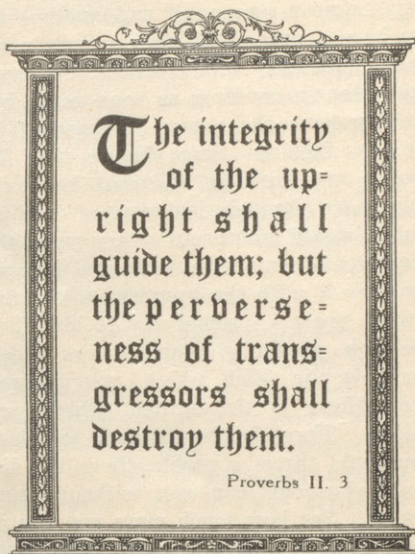 The integrity
of the up=
right shall
guide them; but
the perverse=
ness of trans=
gressors shall
destroy them.
Proverbs II. 3